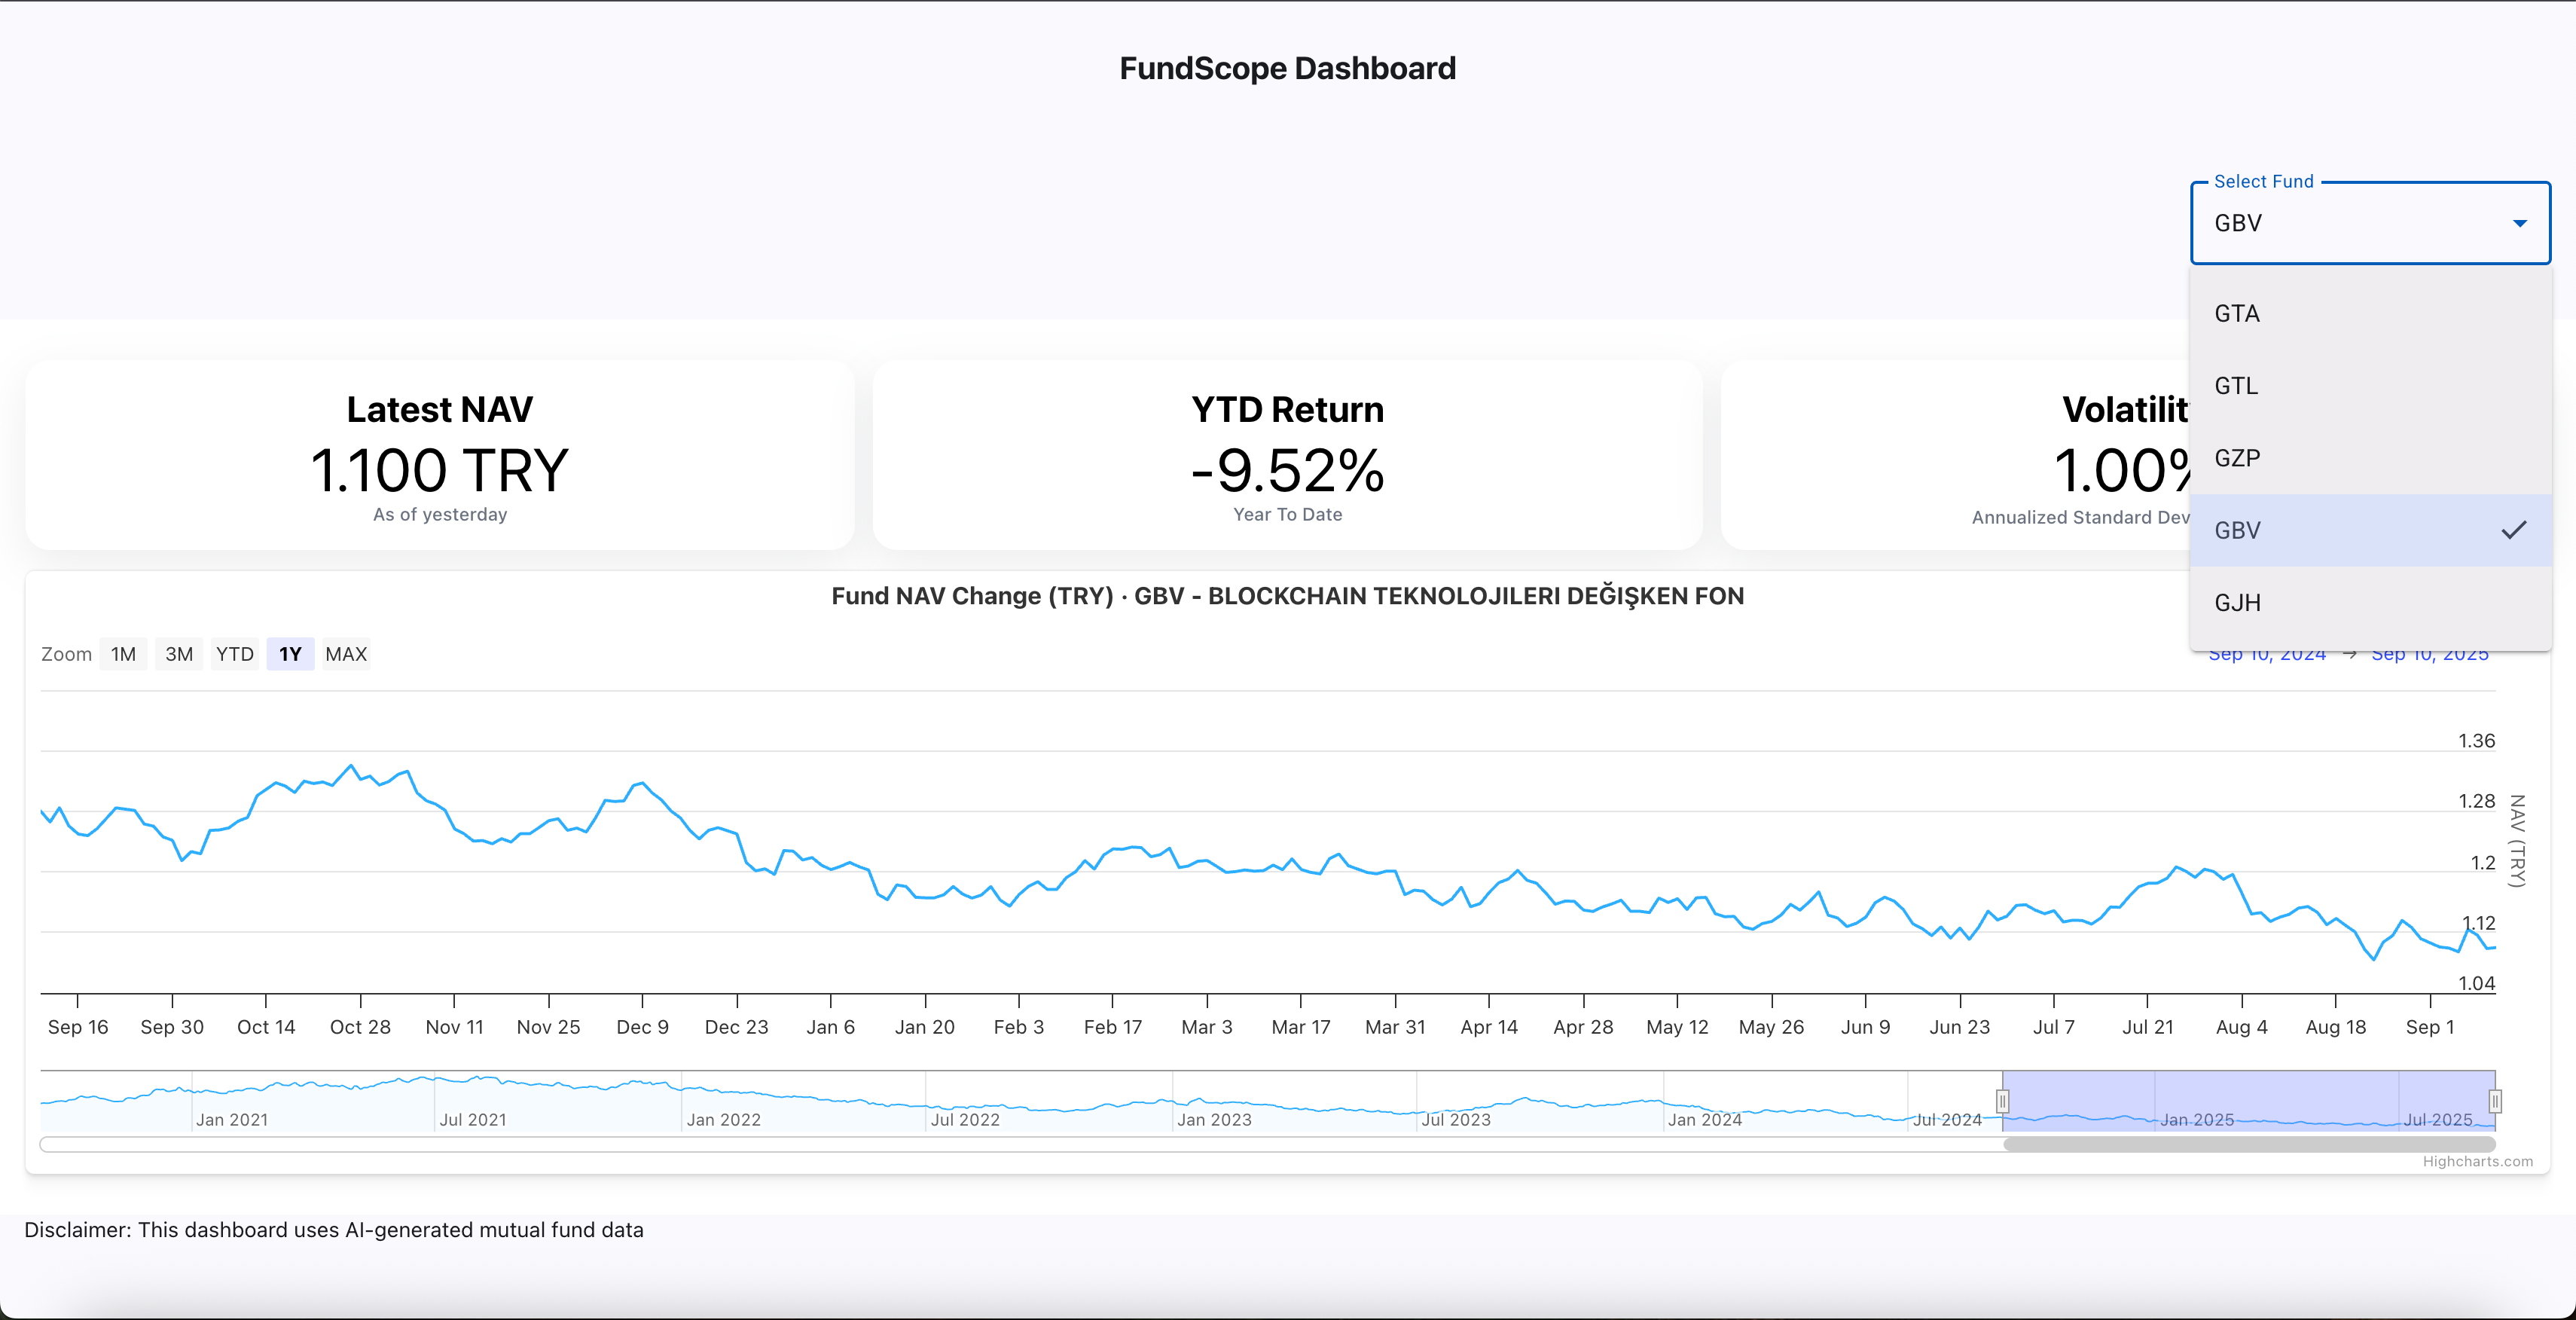 FundScope Dashboard
Select Fund
GBV
GTA
GTL
GZP
GBV
GJH
Latest NAV
1.100 TRY
As of yesterday
YTD Return
-9.52%
Year To Date
Volatilit
1.00%
Annualized Standard Dev
Fund NAV Change (TRY) · GBV - BLOCKCHAIN TEKNOLOJILERI DEĞIŞKEN FON
Zoom 1M 3M YTD 1Y MAX
Sep 10, 2024 → Sep 10, 2025
1.36
1.28
1.2
1.12
1.04
NAV (TRY)
Sep 16 Sep 30 Oct 14 Oct 28 Nov 11 Nov 25 Dec 9 Dec 23 Jan 6 Jan 20 Feb 3 Feb 17 Mar 3 Mar 17 Mar 31 Apr 14 Apr 28 May 12 May 26 Jun 9 Jun 23 Jul 7 Jul 21 Aug 4 Aug 18 Sep 1
Jan 2021 Jul 2021 Jan 2022 Jul 2022 Jan 2023 Jul 2023 Jan 2024 Jul 2024 Jan 2025 Jul 2025
Highcharts.com
Disclaimer: This dashboard uses AI-generated mutual fund data